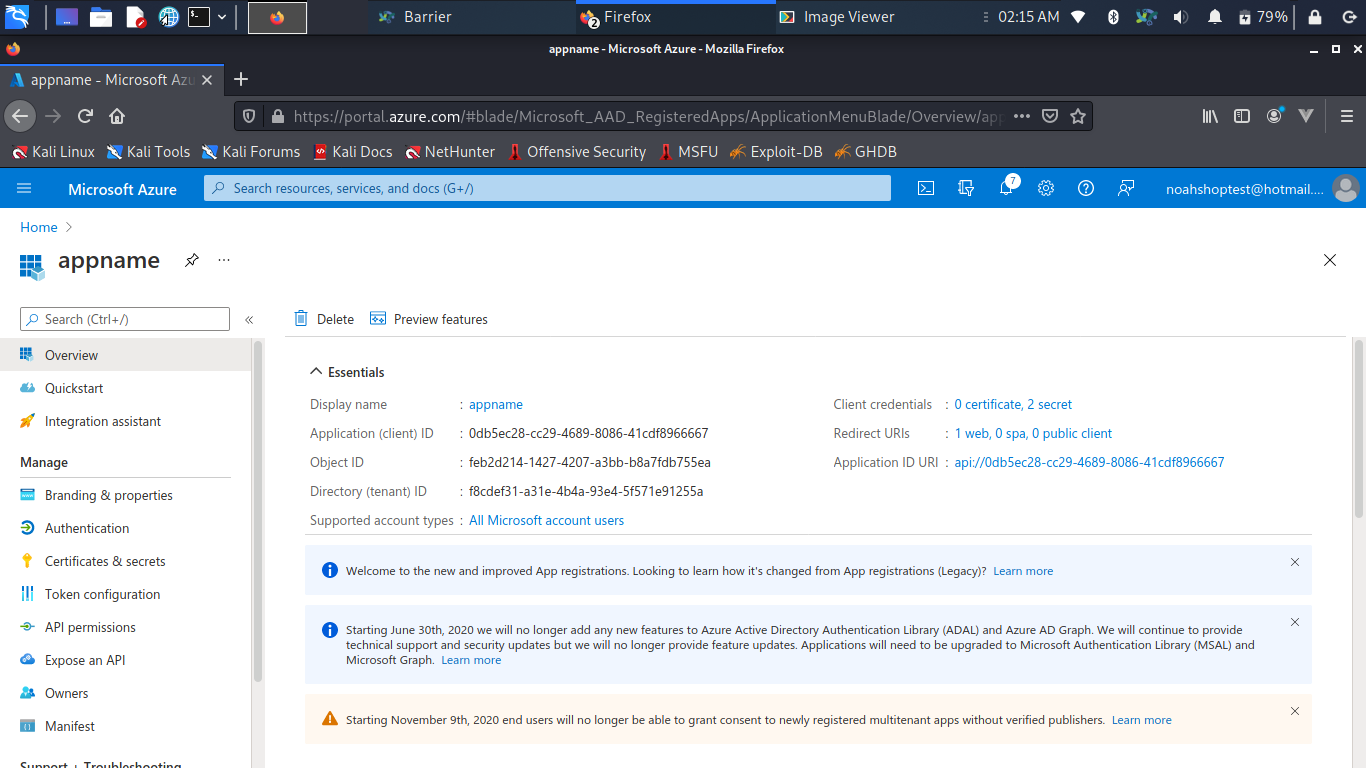 Barrier
2
Firefox
Image Viewer
02:15 AM
79%
appname - Microsoft Azure - Mozilla Firefox
appname - Microsoft Azu
https://portal.azure.com/#blade/Microsoft_AAD_RegisteredApps/ApplicationMenuBlade/Overview/app
Kali Linux
Kali Tools
Kali Forums
Kali Docs
NetHunter
Offensive Security
MSFU
Exploit-DB
GHDB
Microsoft Azure
Search resources, services, and docs (G+/)
7
noahshoptest@hotmail....
Home
appname
Search (Ctrl+/)
Delete
Preview features
Overview
Quickstart
Integration assistant
Manage
Branding & properties
Authentication
Certificates & secrets
Token configuration
API permissions
Expose an API
Owners
Manifest
Support + Troubleshooting
Essentials
Display name : appname
Application (client) ID : 0db5ec28-cc29-4689-8086-41cdf8966667
Object ID : feb2d214-1427-4207-a3bb-b8a7fdb755ea
Directory (tenant) ID : f8cdef31-a31e-4b4a-93e4-5f571e91255a
Supported account types : All Microsoft account users
Client credentials : 0 certificate, 2 secret
Redirect URIs : 1 web, 0 spa, 0 public client
Application ID URI : api://0db5ec28-cc29-4689-8086-41cdf8966667
Welcome to the new and improved App registrations. Looking to learn how it's changed from App registrations (Legacy)? Learn more
Starting June 30th, 2020 we will no longer add any new features to Azure Active Directory Authentication Library (ADAL) and Azure AD Graph. We will continue to provide
technical support and security updates but we will no longer provide feature updates. Applications will need to be upgraded to Microsoft Authentication Library (MSAL) and
Microsoft Graph. Learn more
Starting November 9th, 2020 end users will no longer be able to grant consent to newly registered multitenant apps without verified publishers. Learn more